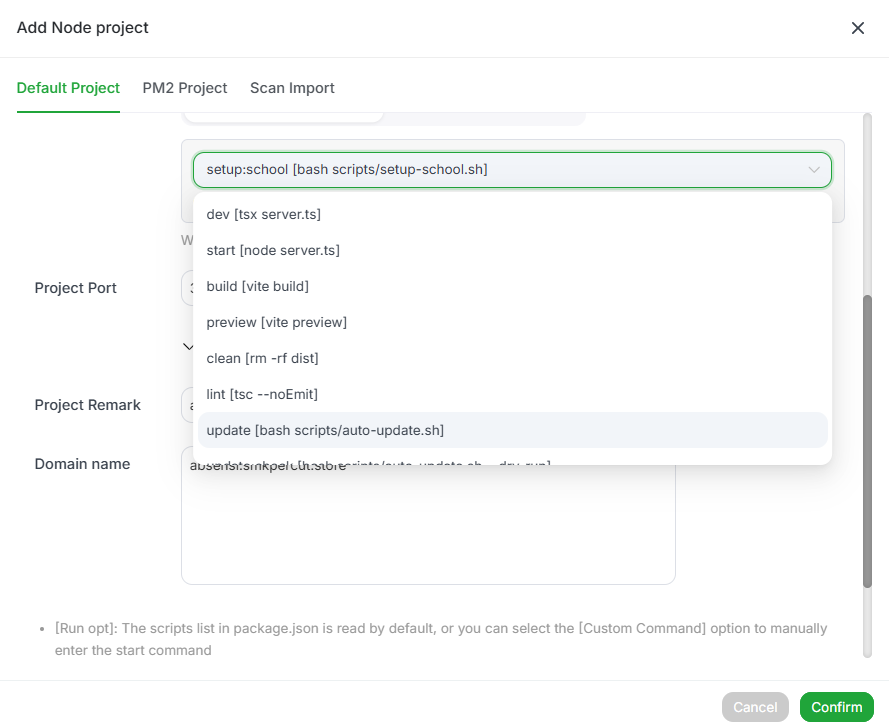 Add Node project
Default Project PM2 Project Scan Import
setup:school [bash scripts/setup-school.sh]
dev [tsx server.ts]
start [node server.ts]
build [vite build]
preview [vite preview]
clean [rm -rf dist]
lint [tsc --noEmit]
update [bash scripts/auto-update.sh]
Project Port
Project Remark
Domain name
[Run opt]: The scripts list in package.json is read by default, or you can select the [Custom Command] option to manually
enter the start command
Cancel Confirm